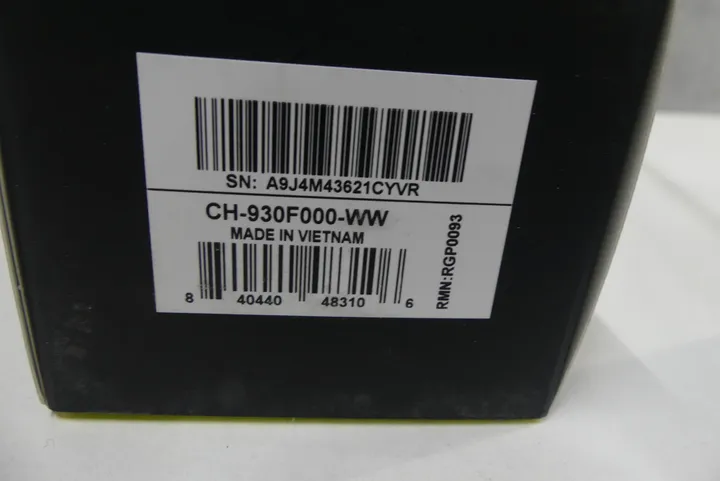 SN: A9J4M43621CYVR
CH-930F000-WW
MADE IN VIETNAM
8 40440 48310 6
RMN:RGP0093